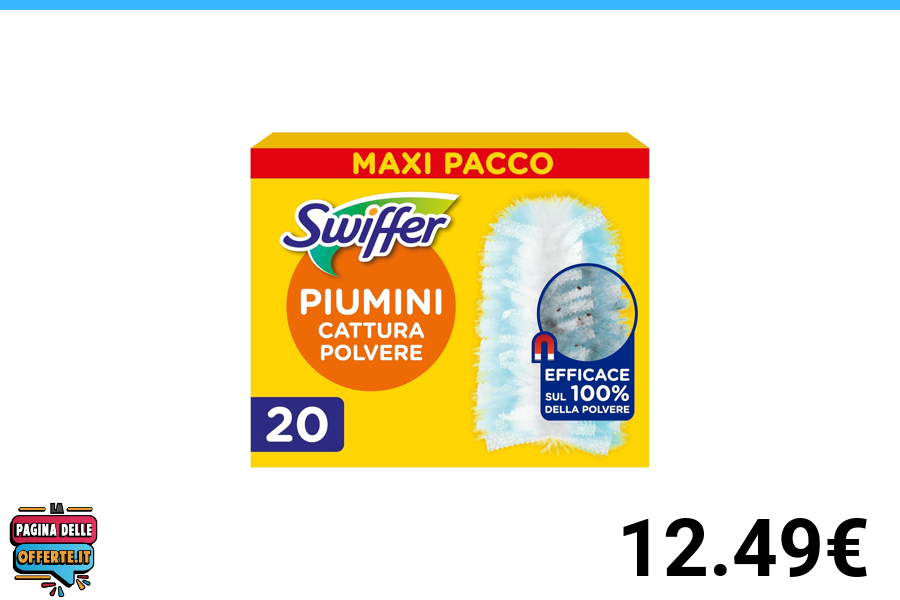 MAXI PACCO
Swiffer
PIUMINI
CATTURA
POLVERE
EFFICACE
SUL 100%
DELLA POLVERE
20
LA
PAGINA DELLE
OFFERTE.IT
12.49€